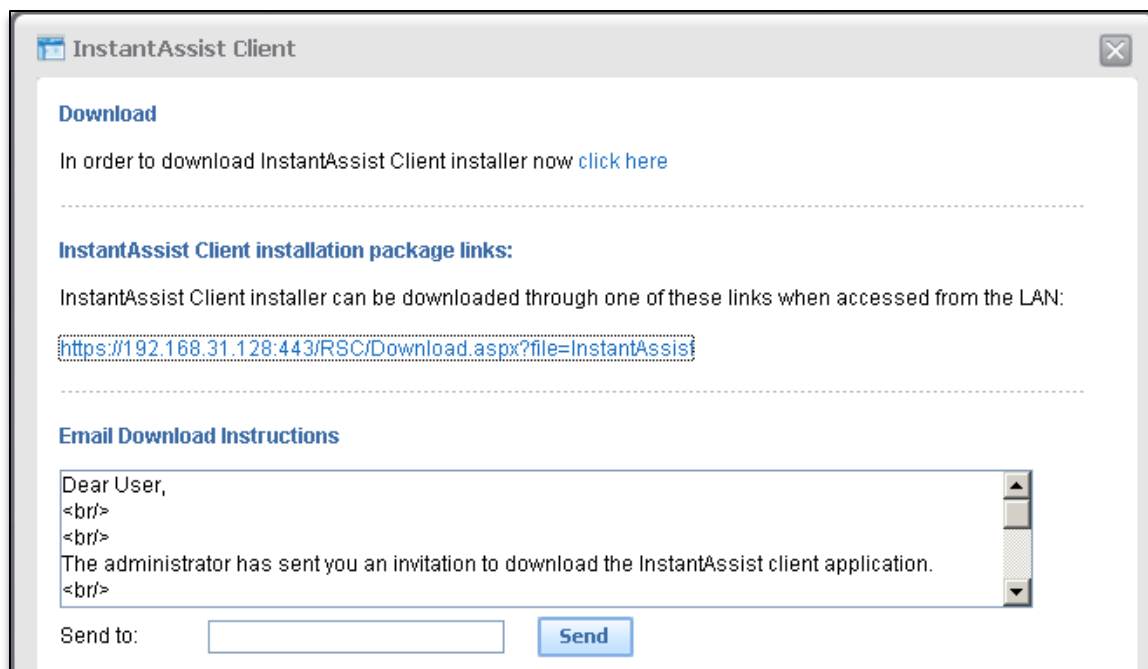 InstantAssist Client
Download
In order to download InstantAssist Client installer now click here
InstantAssist Client installation package links:
InstantAssist Client installer can be downloaded through one of these links when accessed from the LAN:
https://192.168.31.128:443/RSC/Download.aspx?file=InstantAssist
Email Download Instructions
Dear User,
<br/>
<br/>
The administrator has sent you an invitation to download the InstantAssist client application.
<br/>
Send to: Send